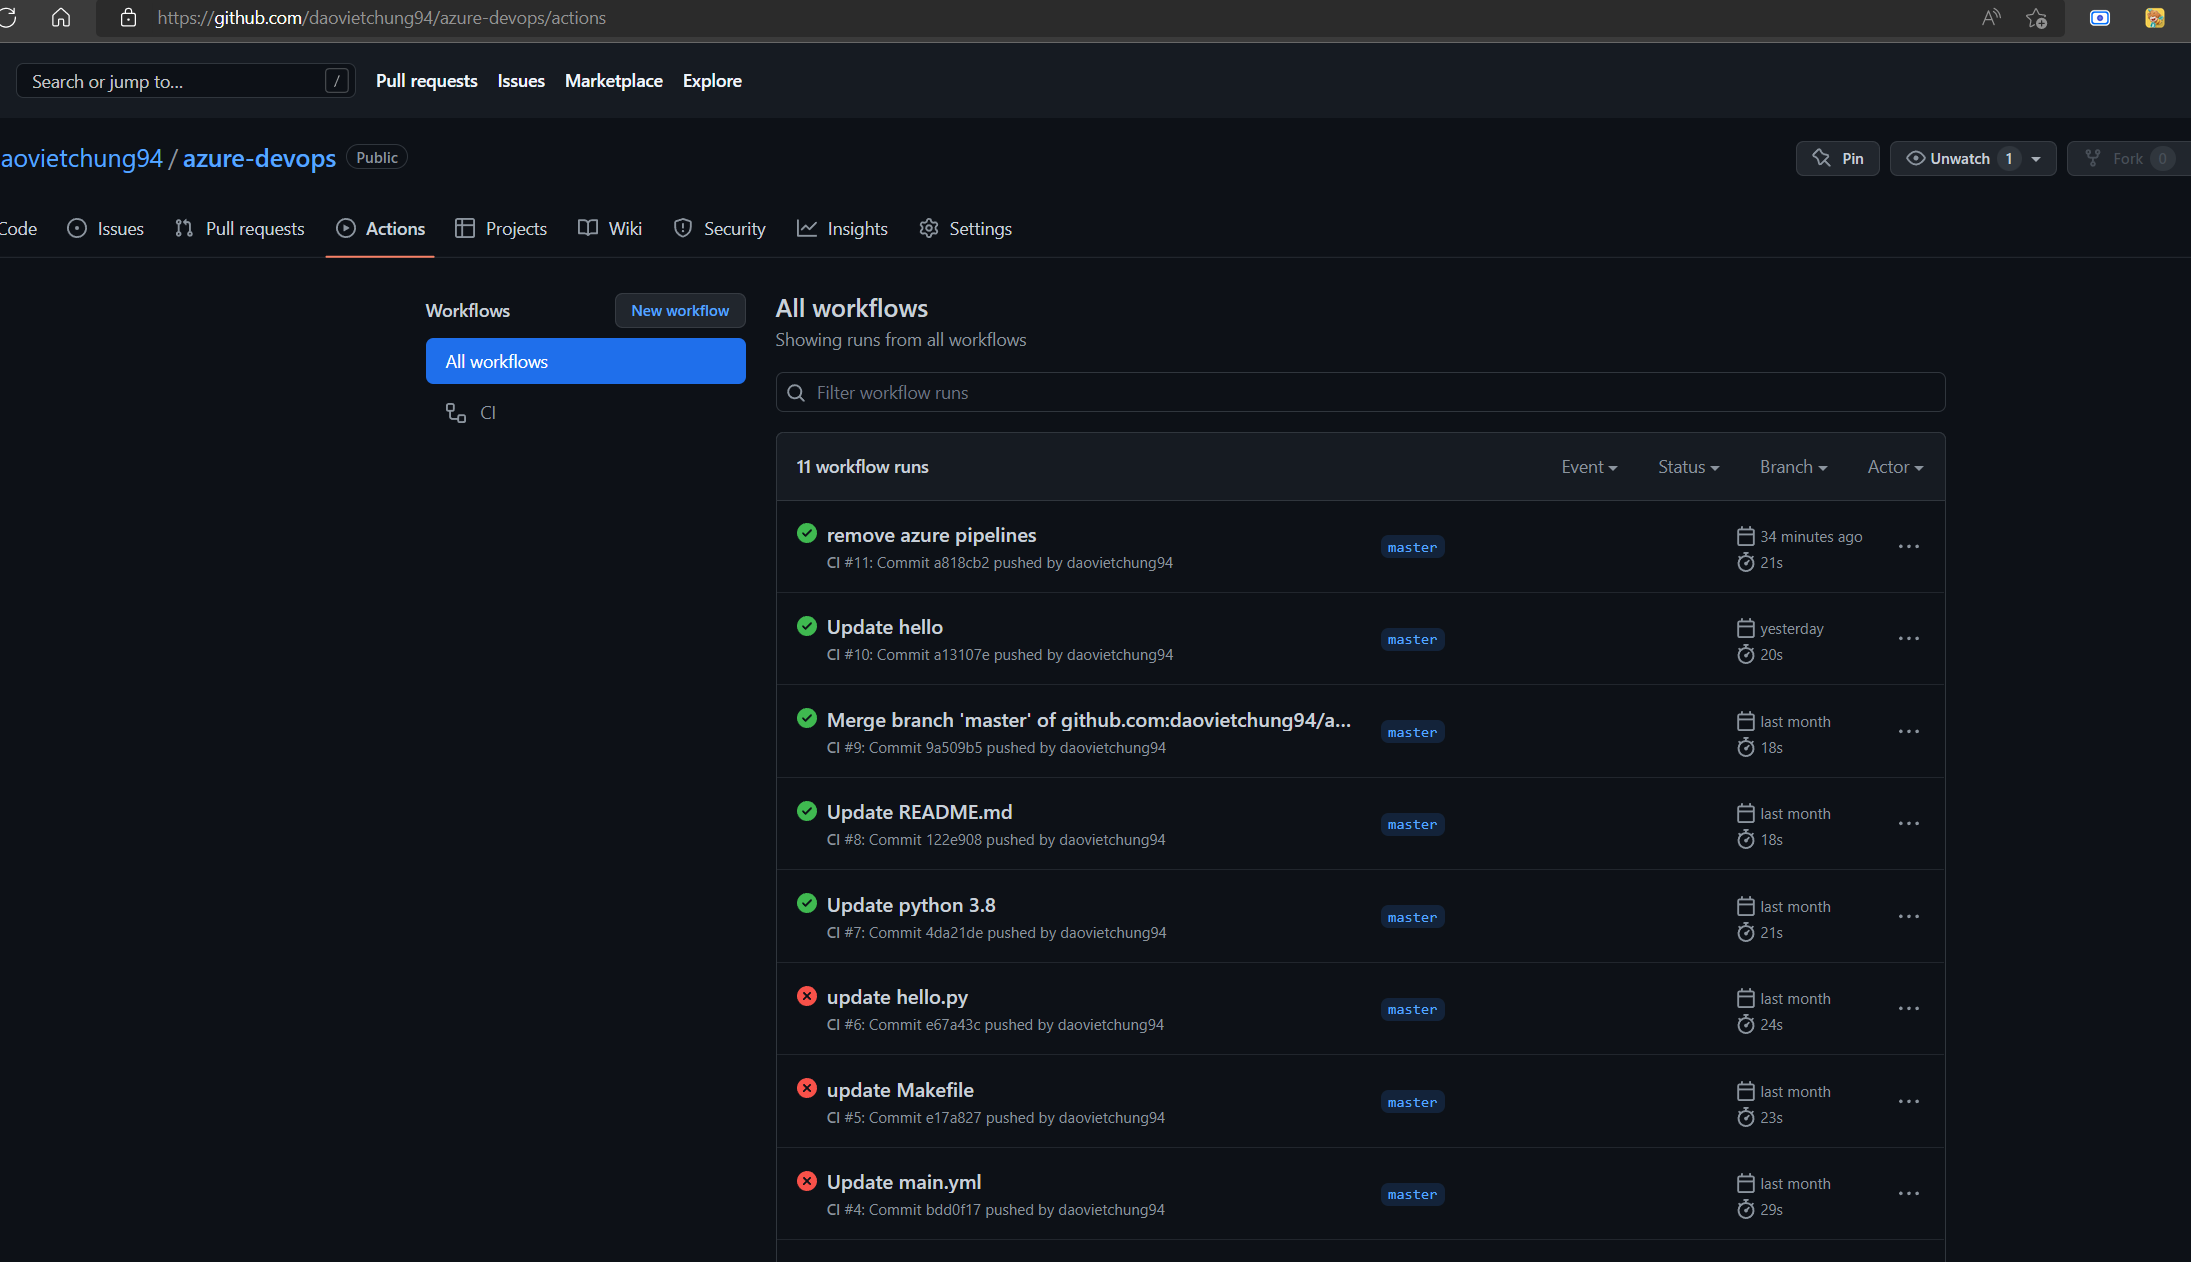 https://github.com/daovietchung94/azure-devops/actions
Search or jump to... / Pull requests Issues Marketplace Explore
aovietchung94 / azure-devops Public Pin Unwatch 1 Fork 0
Code Issues Pull requests Actions Projects Wiki Security Insights Settings
Workflows New workflow
All workflows
CI
All workflows
Showing runs from all workflows
Filter workflow runs
11 workflow runs Event Status Branch Actor
remove azure pipelines master 34 minutes ago
CI #11: Commit a818cb2 pushed by daovietchung94 21s
Update hello master yesterday
CI #10: Commit a13107e pushed by daovietchung94 20s
Merge branch 'master' of github.com:daovietchung94/a... master last month
CI #9: Commit 9a509b5 pushed by daovietchung94 18s
Update README.md master last month
CI #8: Commit 122e908 pushed by daovietchung94 18s
Update python 3.8 master last month
CI #7: Commit 4da21de pushed by daovietchung94 21s
update hello.py master last month
CI #6: Commit e67a43c pushed by daovietchung94 24s
update Makefile master last month
CI #5: Commit e17a827 pushed by daovietchung94 23s
Update main.yml master last month
CI #4: Commit bdd0f17 pushed by daovietchung94 29s